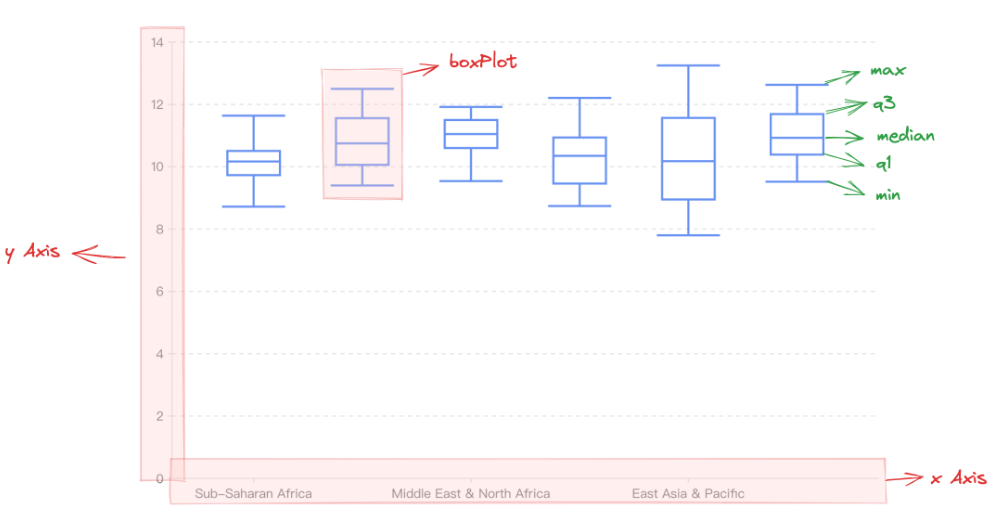 14
boxPlot
max
12
q3
median
10
q1
min
8
y Axis
6
4
2
0
x Axis
Sub-Saharan Africa
Middle East & North Africa
East Asia & Pacific